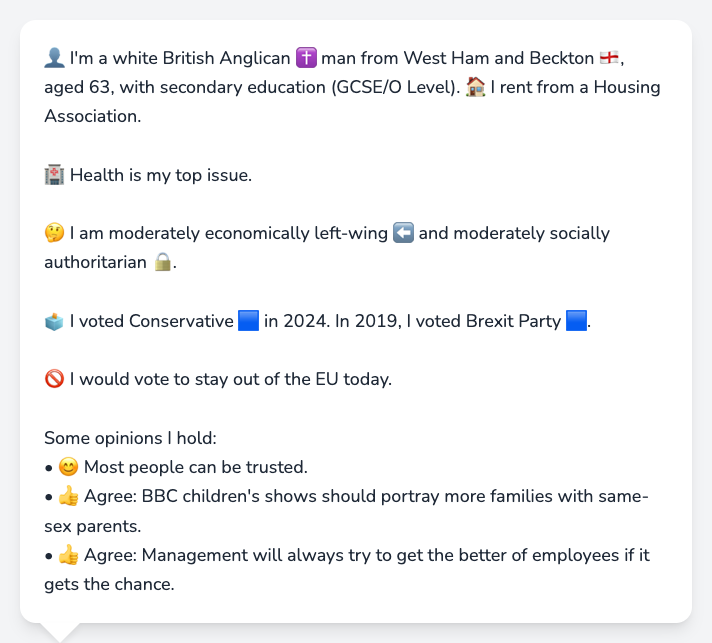 👤 I'm a white British Anglican ✝️ man from West Ham and Beckton 🏴󠁧󠁢󠁥󠁮󠁧󠁿,
aged 63, with secondary education (GCSE/O Level). 🏠 I rent from a Housing
Association.
🏥 Health is my top issue.
🤔 I am moderately economically left-wing ⬅️ and moderately socially
authoritarian 🔒.
🗳️ I voted Conservative 🟦 in 2024. In 2019, I voted Brexit Party 🟦.
🚫 I would vote to stay out of the EU today.
Some opinions I hold:
• 😊 Most people can be trusted.
• 👍 Agree: BBC children's shows should portray more families with same-
sex parents.
• 👍 Agree: Management will always try to get the better of employees if it
gets the chance.